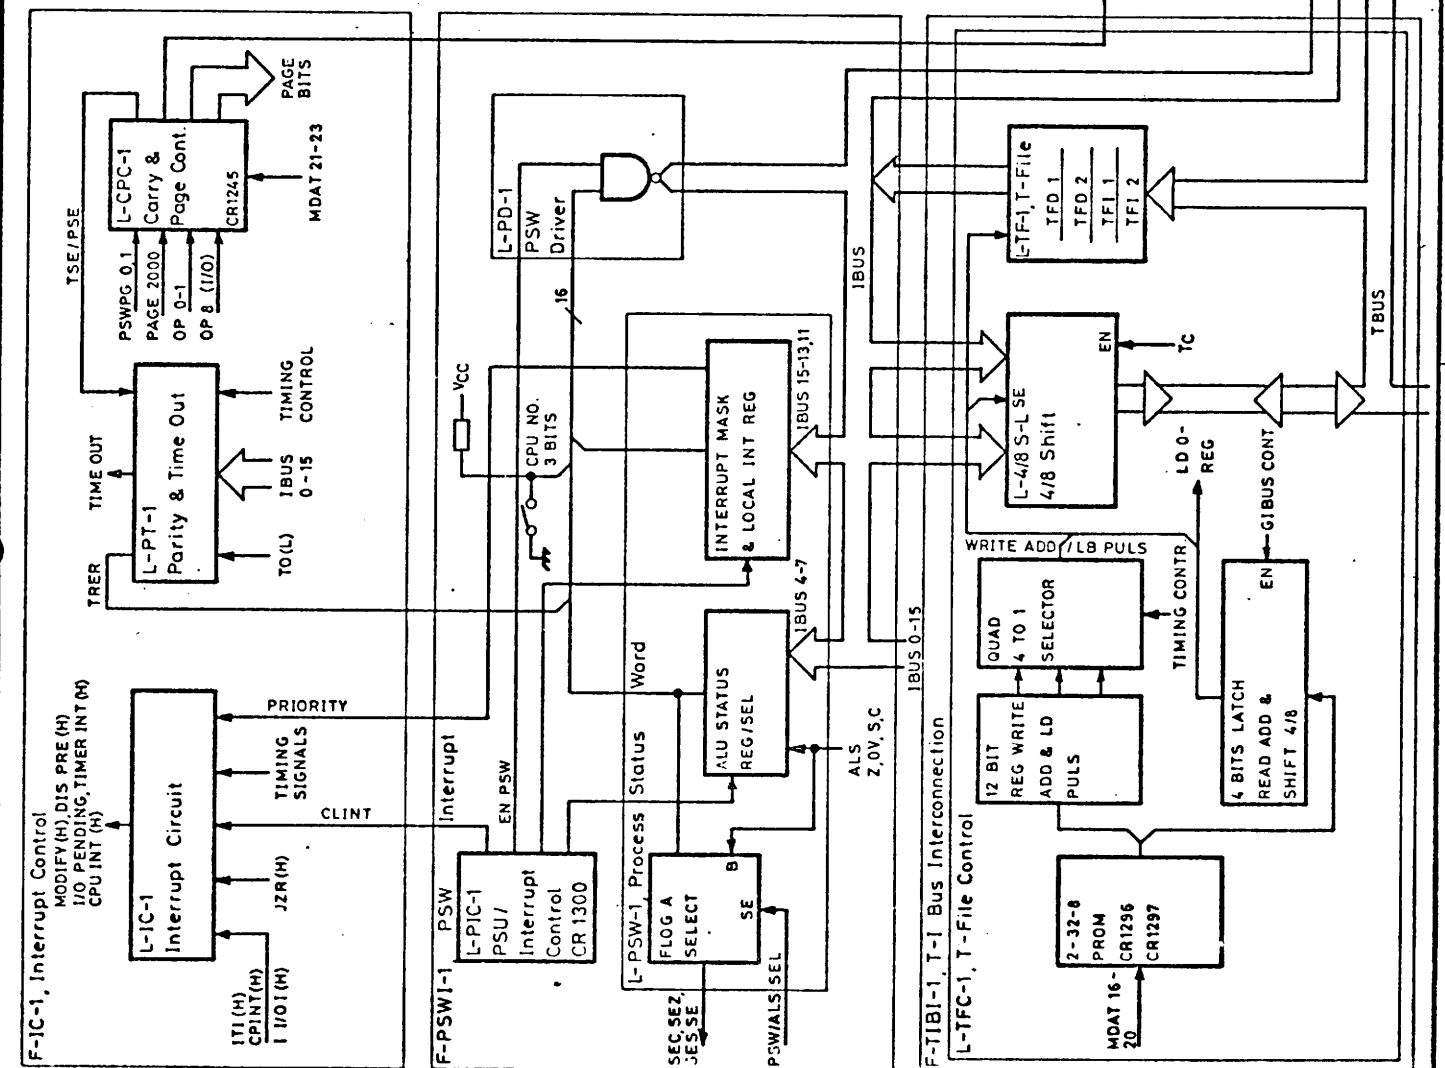 F-IC-1, Interrupt Control
MODIFY(H), DIS PRE(H)
I/O PENDING, TIMER INT(H)
CPU INT(H)
L-IC-1
Interrupt Circuit
ITI(H)
CPINT(H)
I I/OI(H)
JZR(H)
CLINT
TIMING
SIGNALS
PRIORITY
TRER
TIME OUT
L-PT-1
Parity & Time Out
TO(L)
IBUS
0-15
TIMING
CONTROL
TSE/PSE
L-CPC-1
Carry &
Page Cont.
CR1245
PSWPG 0,1
PAGE 2000
OP 0-1
OP 8 (I/O)
MDAT 21-23
PAGE
BITS
F-PSWI-1 PSW Interrupt
L-PIC-1
PSU/
Interrupt
Control
CR 1300
EN PSW
VCC
CPU NO.
3 BITS
16
L-PD-1
PSW
Driver
L-PSW-1, Process Status Word
FLOG A
SELECT
B
SE
SEC, SEZ,
SE
PSW/ALS SEL
ALU STATUS
REG/SEL
ALS
Z,OV,S,C
IBUS 4-7
INTERRUPT MASK
& LOCAL INT REG
IBUS 15-13,11
IBUS
IBUS 0-15
F-TIBI-1, T-I Bus Interconnection
L-TFC-1, T-File Control
2-32-8
PROM
CR1296
CR1297
MDAT 16-
20
12 BIT
REG WRITE
ADD & LD
PULS
QUAD
4 TO 1
SELECTOR
WRITE ADD/LB PULS
TIMING CONTR.
4 BITS LATCH
READ ADD &
SHIFT 4/8
EN
GIBUS CONT
LD 0-
REG
L-4/8 S-L SE
4/8 Shift
EN
TC
L-TF-1, T-File
TFD 1
TFD 2
TFI 1
TFI 2
TBUS